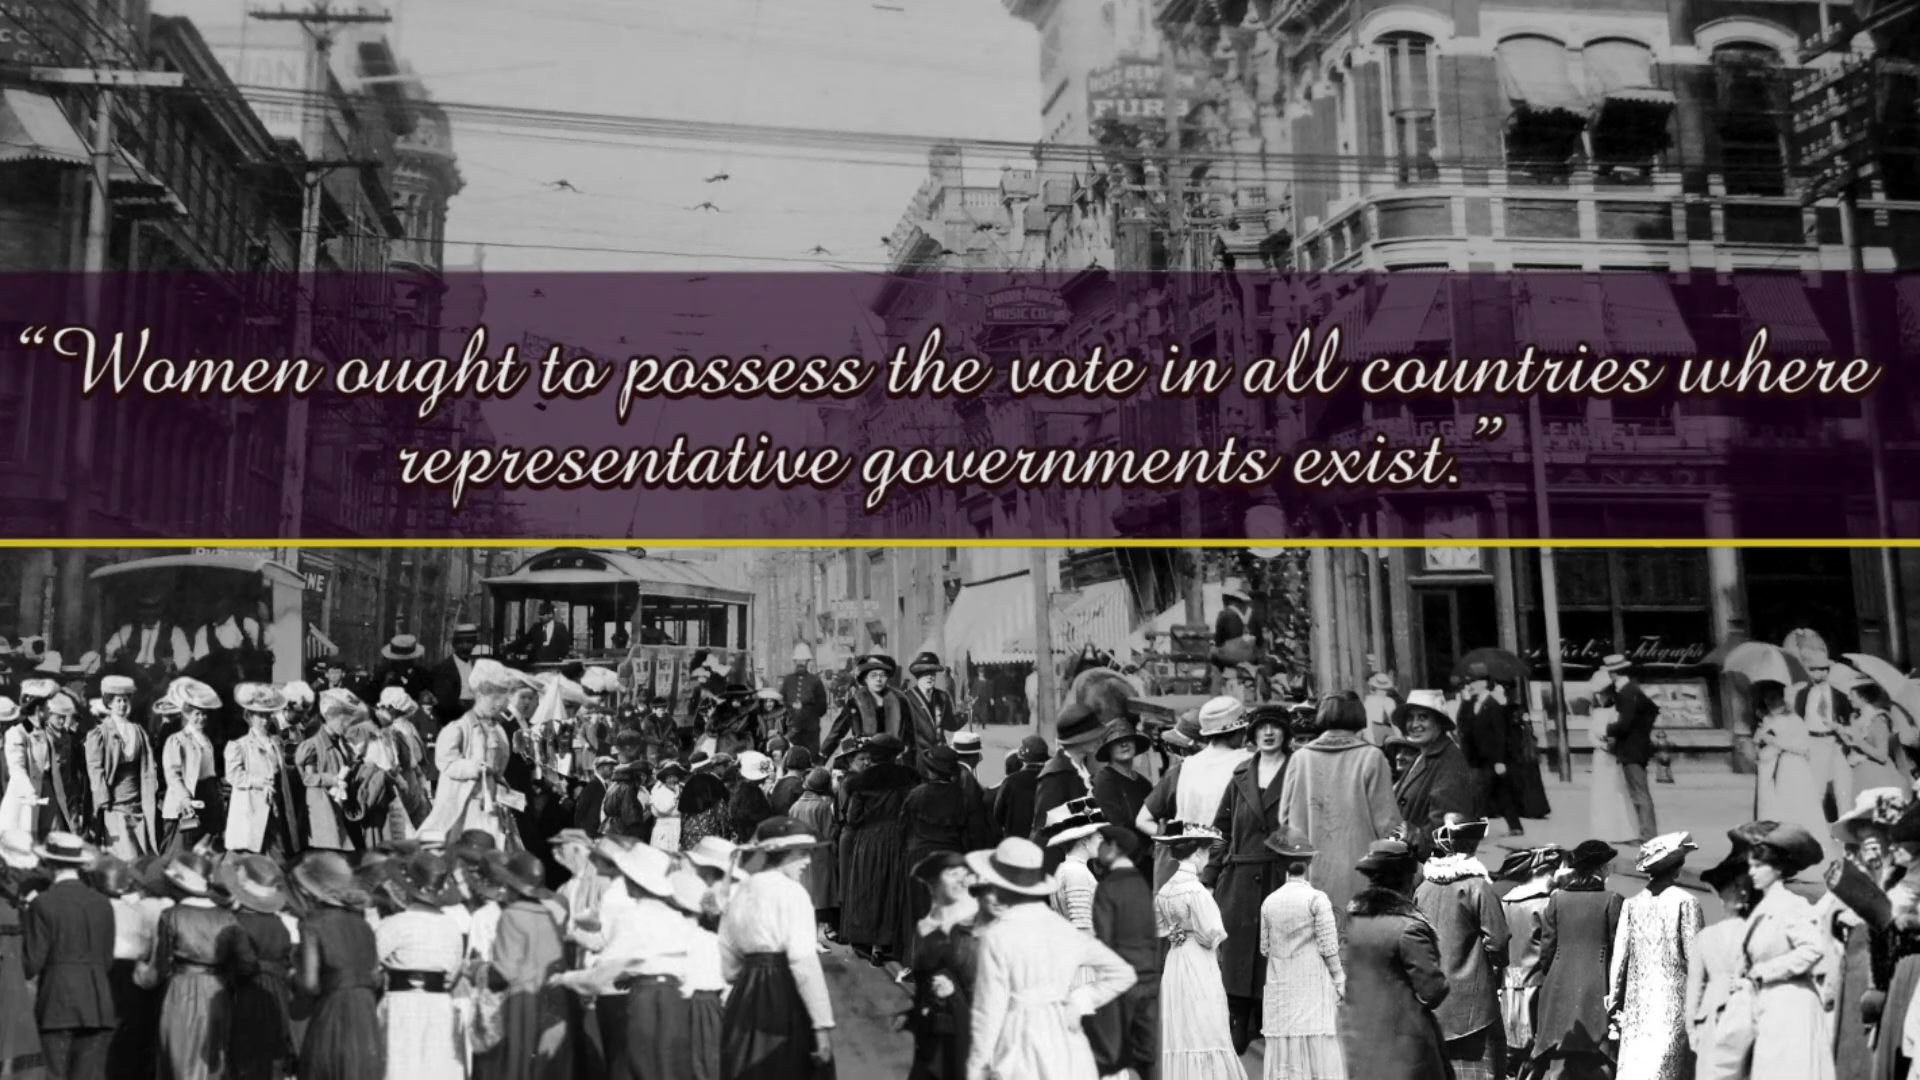 FURS
“Women ought to possess the vote in all countries where
representative governments exist.”
MUSIC CO.